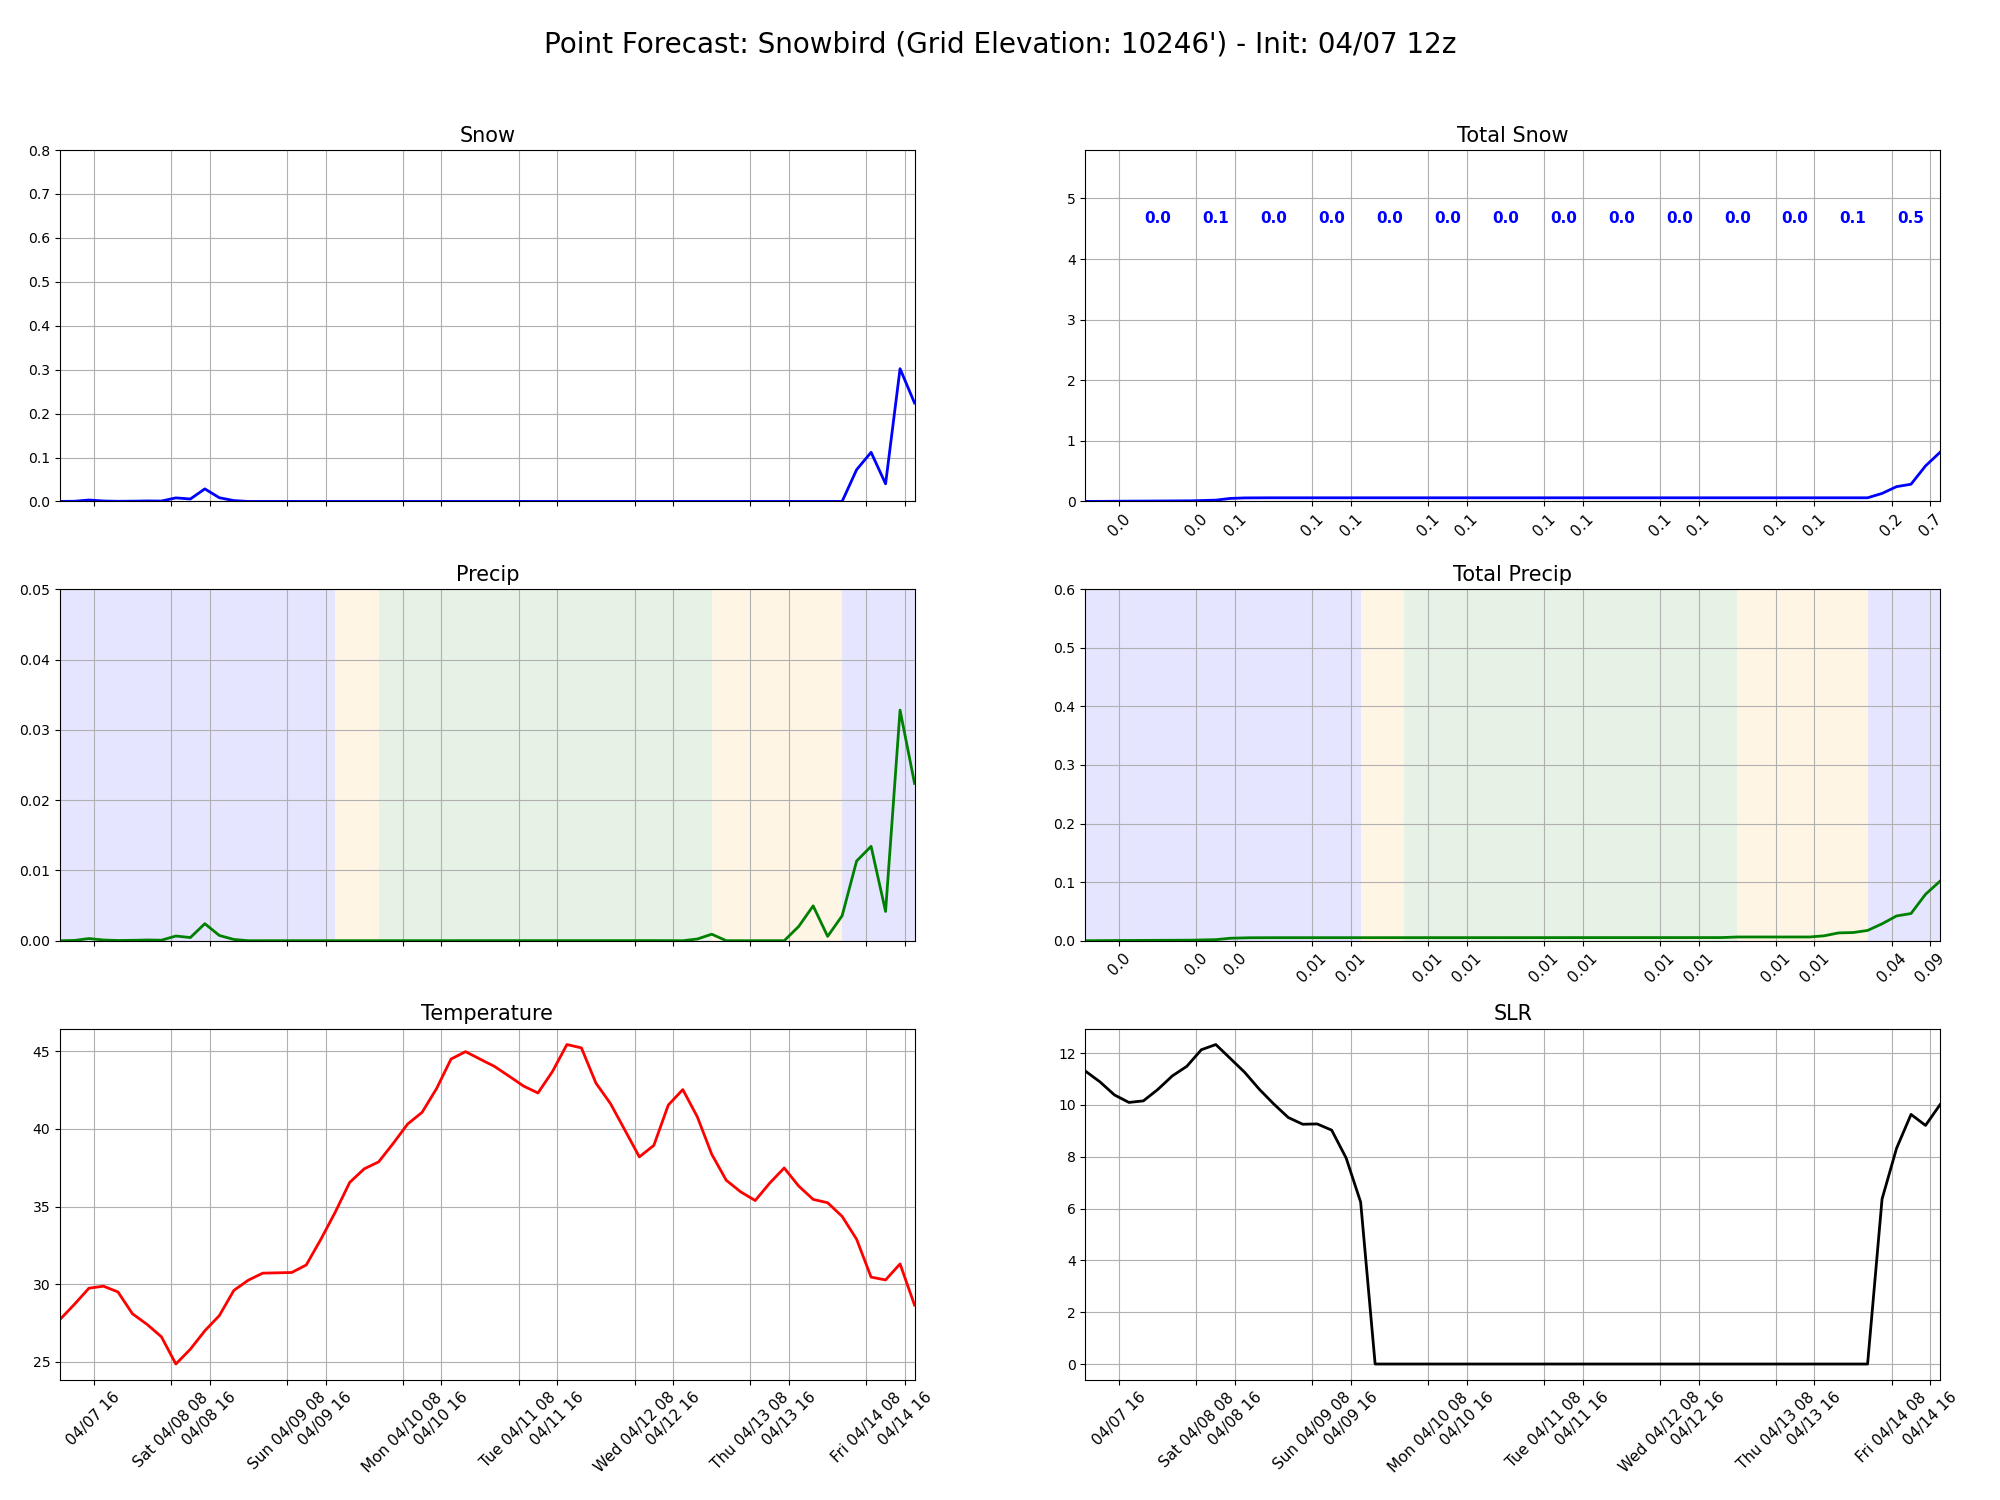 Point Forecast: Snowbird (Grid Elevation: 10246') - Init: 04/07 12z
Snow
0.8
0.7
0.6
0.5
0.4
0.3
0.2
0.1
0.0
Total Snow
5
4
3
2
1
0
0.0 0.1 0.0 0.0 0.0 0.0 0.0 0.0 0.0 0.0 0.0 0.0 0.1 0.5
0.0 0.0 0.1 0.1 0.1 0.1 0.1 0.1 0.1 0.1 0.1 0.1 0.1 0.2 0.7
Precip
0.05
0.04
0.03
0.02
0.01
0.00
Total Precip
0.6
0.5
0.4
0.3
0.2
0.1
0.0
0.0 0.0 0.0 0.01 0.01 0.01 0.01 0.01 0.01 0.01 0.01 0.01 0.01 0.04 0.09
Temperature
45
40
35
30
25
04/07 16
Sat 04/08 08
04/08 16
Sun 04/09 08
04/09 16
Mon 04/10 08
04/10 16
Tue 04/11 08
04/11 16
Wed 04/12 08
04/12 16
Thu 04/13 08
04/13 16
Fri 04/14 08
04/14 16
SLR
12
10
8
6
4
2
0
04/07 16
Sat 04/08 08
04/08 16
Sun 04/09 08
04/09 16
Mon 04/10 08
04/10 16
Tue 04/11 08
04/11 16
Wed 04/12 08
04/12 16
Thu 04/13 08
04/13 16
Fri 04/14 08
04/14 16